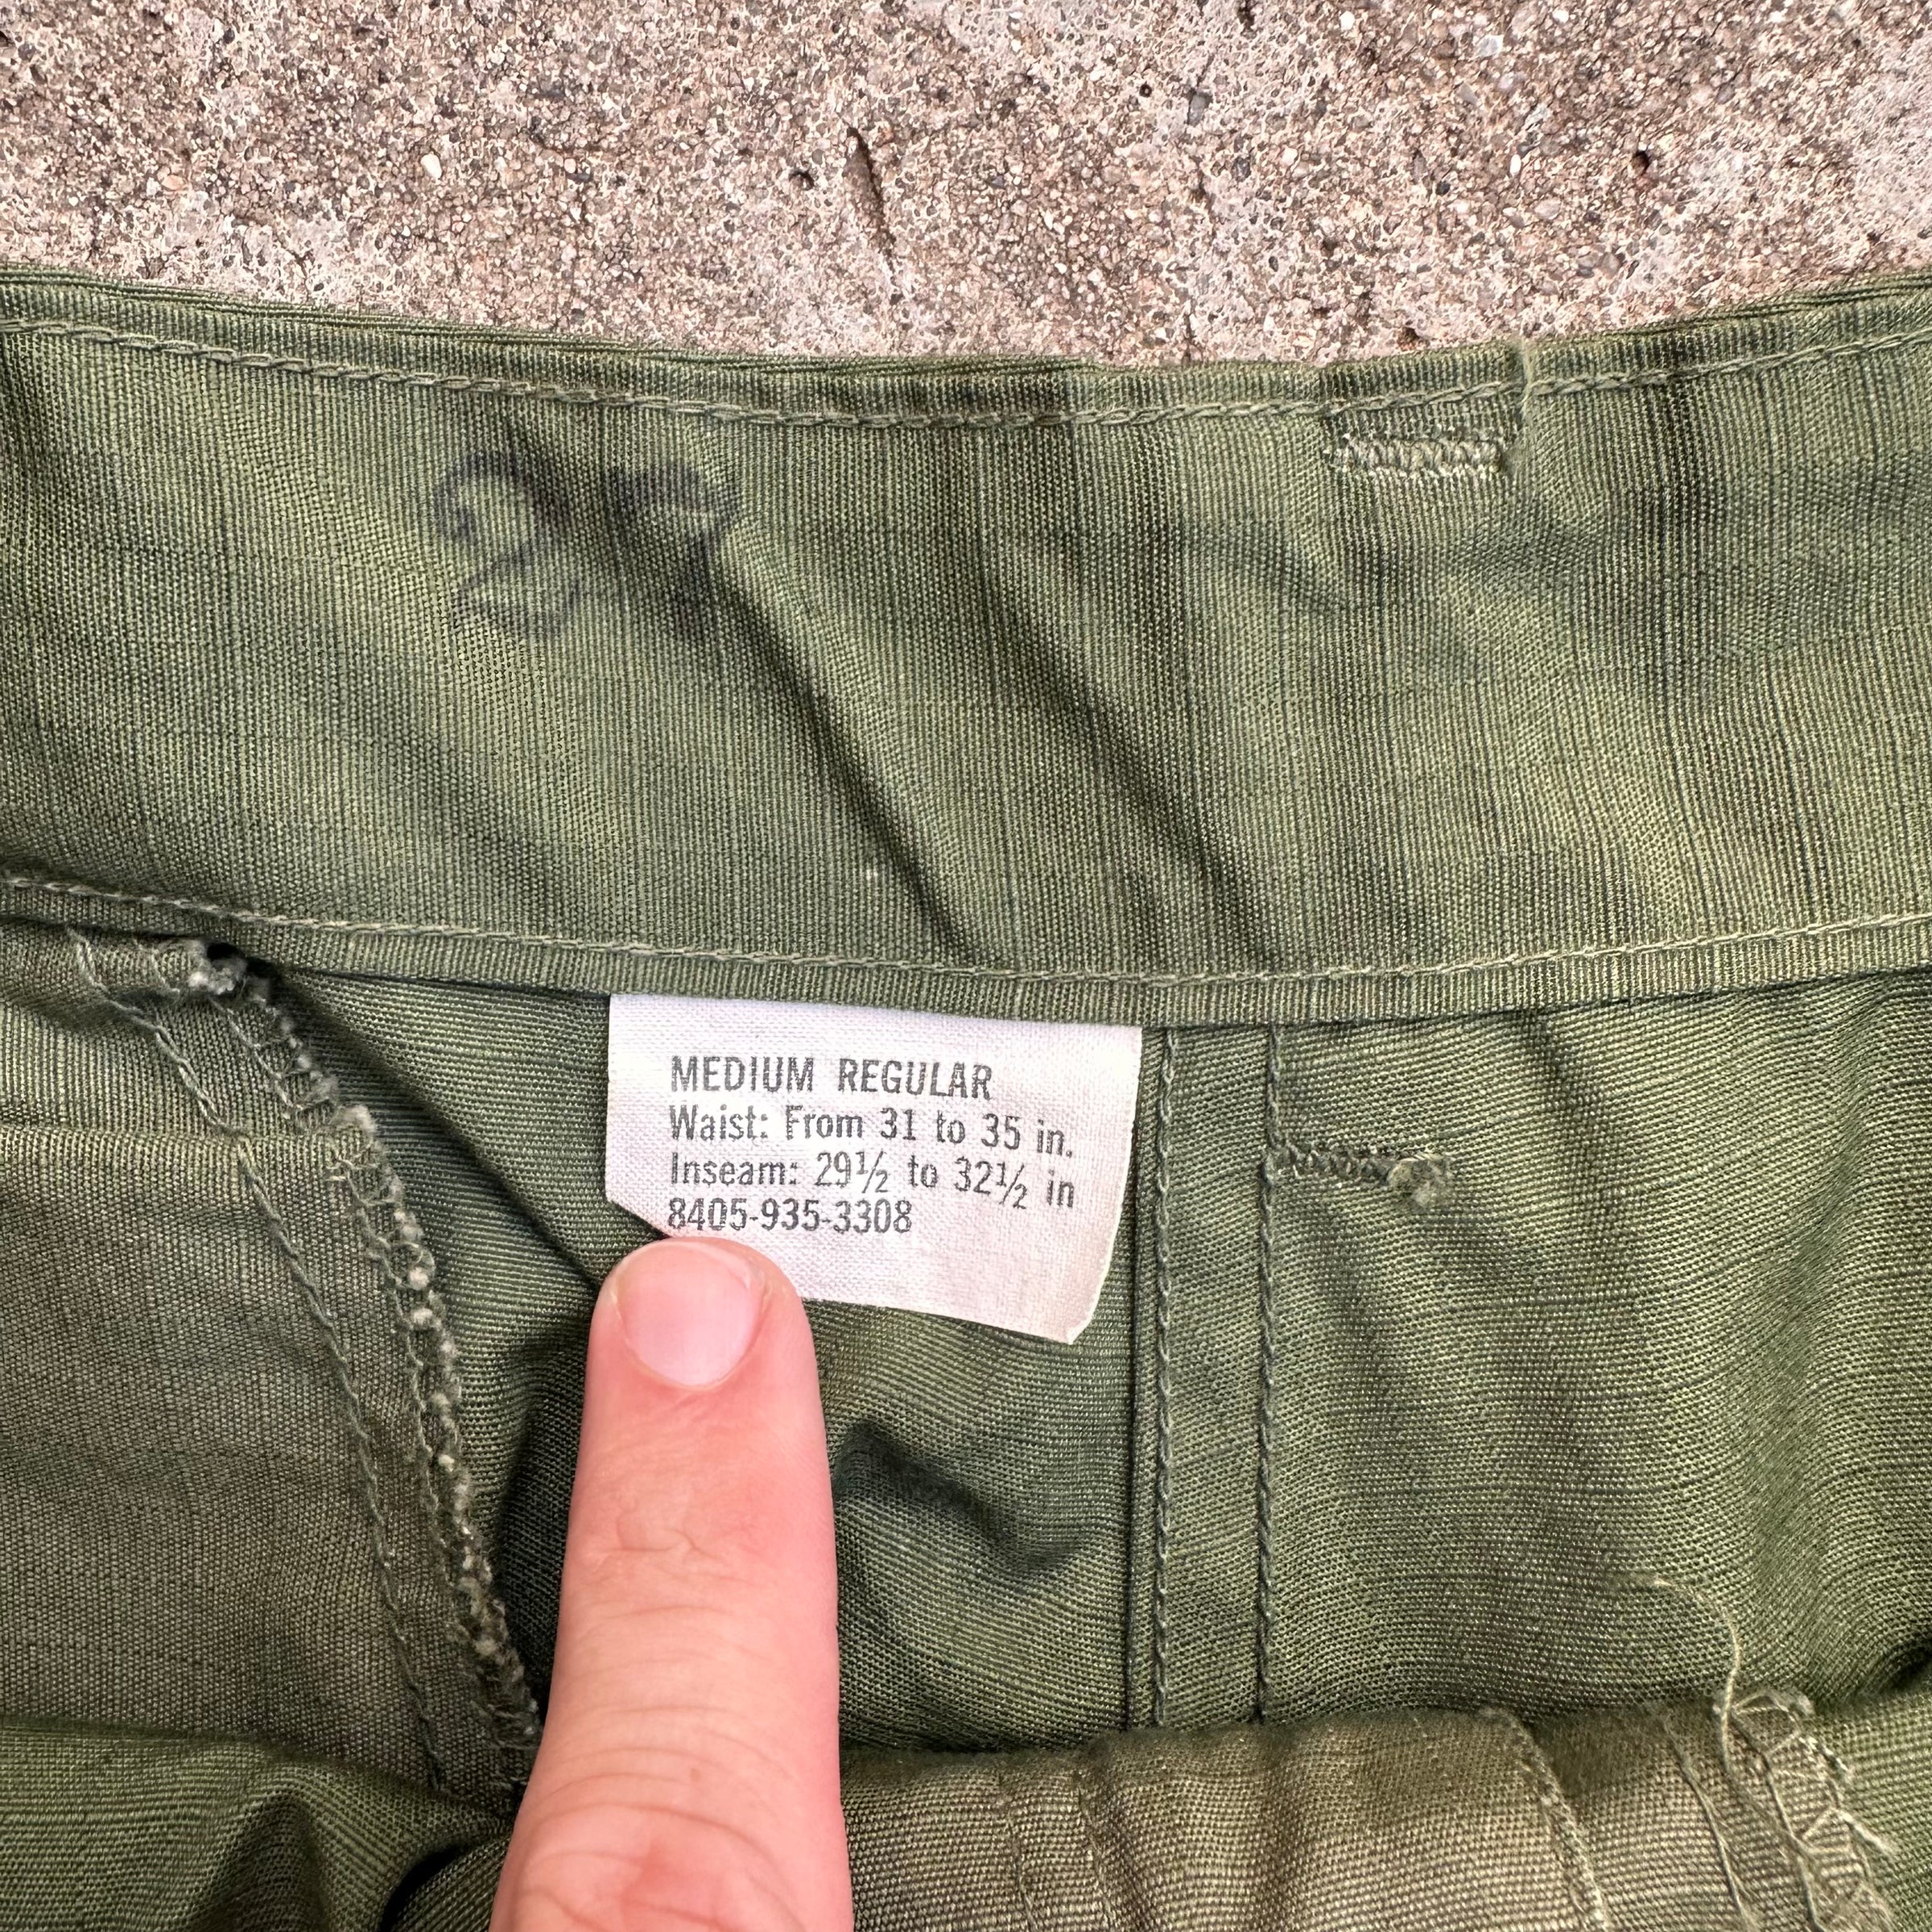 MEDIUM REGULAR
Waist: From 31 to 35 in.
Inseam: 29½ to 32½ in
8405-935-3308